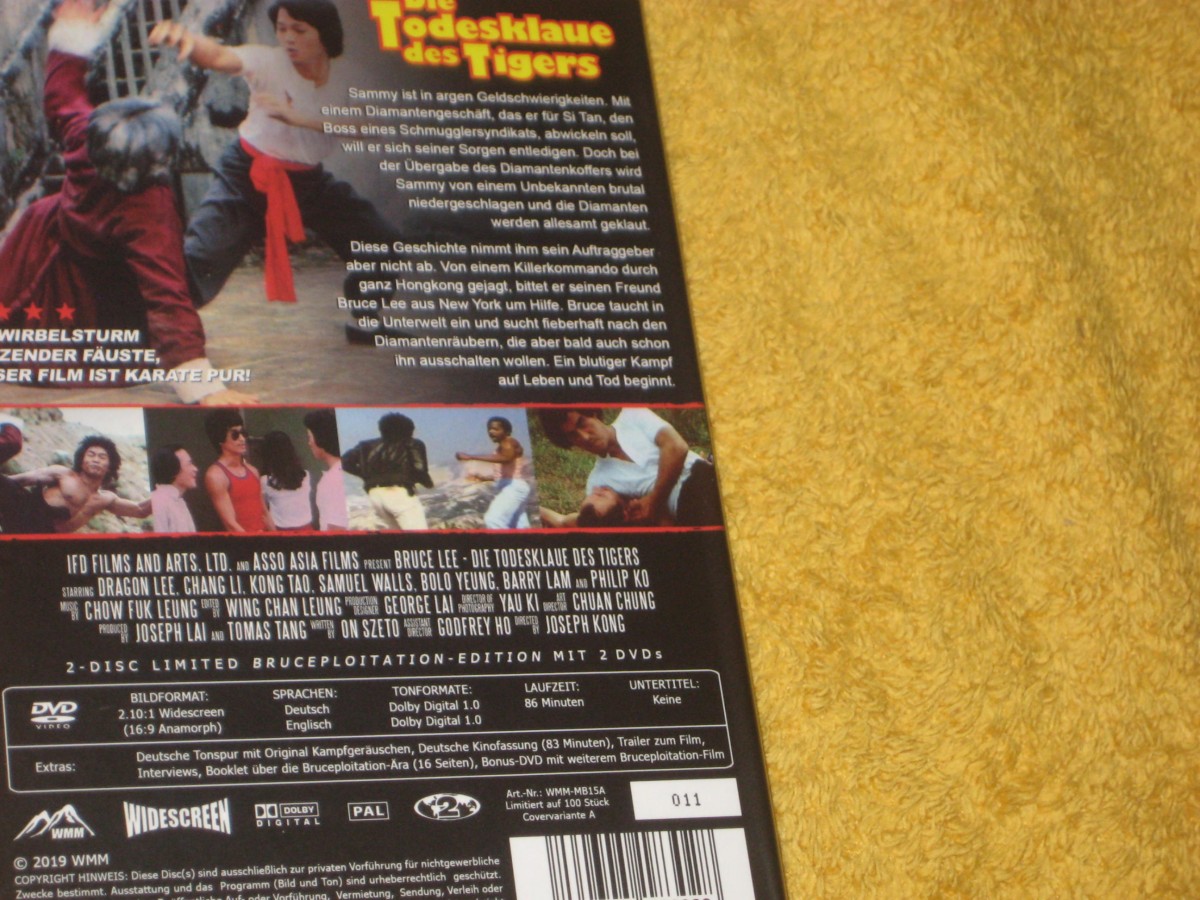 Die
Todesklaue
des Tigers
Sammy ist in argen Geldschwierigkeiten. Mit
einem Diamantengeschäft, das er für Si Tan, den
Boss eines Schmugglersyndikats, abwickeln soll,
will er sich seiner Sorgen entledigen. Doch bei
der Übergabe des Diamantenkoffers wird
Sammy von einem Unbekannten brutal
niedergeschlagen und die Diamanten
werden allesamt geklaut.
Diese Geschichte nimmt ihm sein Auftraggeber
aber nicht ab. Von einem Killerkommando durch
ganz Hongkong gejagt, bittet er seinen Freund
Bruce Lee aus New York um Hilfe. Bruce taucht in
die Unterwelt ein und sucht fieberhaft nach den
Diamantenräubern, die aber bald auch schon
ihn ausschalten wollen. Ein blutiger Kampf
auf Leben und Tod beginnt.
WIRBELSTURM
ZENDER FÄUSTE,
SER FILM IST KARATE PUR!
IFD FILMS AND ARTS, LTD. AND ASSO ASIA FILMS PRESENT BRUCE LEE - DIE TODESKLAUE DES TIGERS
STARRING DRAGON LEE, CHANG LI, KONG TAO, SAMUEL WALLS, BOLO YEUNG, BARRY LAM AND PHILIP KO
MUSIC BY CHOW FUK LEUNG EDITED BY WING CHAN LEUNG PRODUCTION DESIGNER GEORGE LAI DIRECTOR OF PHOTOGRAPHY YAU KI ART DIRECTOR CHUAN CHUNG
PRODUCED BY JOSEPH LAI AND TOMAS TANG WRITTEN BY ON SZETO ASSISTANT DIRECTOR GODFREY HO DIRECTED BY JOSEPH KONG
2-DISC LIMITED BRUCEPLOITATION-EDITION MIT 2 DVDs
DVD VIDEO
BILDFORMAT: SPRACHEN: TONFORMATE: LAUFZEIT: UNTERTITEL:
2.10:1 Widescreen Deutsch Dolby Digital 1.0 86 Minuten Keine
(16:9 Anamorph) Englisch Dolby Digital 1.0
Extras: Deutsche Tonspur mit Original Kampfgeräuschen, Deutsche Kinofassung (83 Minuten), Trailer zum Film,
Interviews, Booklet über die Bruceploitation-Ära (16 Seiten), Bonus-DVD mit weiterem Bruceploitation-Film
WMM WIDESCREEN DOLBY DIGITAL PAL 2
Art.-Nr.: WMM-MB15A
Limitiert auf 100 Stück
Covervariante A
011
© 2019 WMM
COPYRIGHT HINWEIS: Diese Disc(s) sind ausschließlich zur privaten Vorführung für nichtgewerbliche
Zwecke bestimmt. Ausstattung und das Programm (Bild und Ton) sind urheberrechtlich geschützt.
Vorführung, Vermietung, Sendung, Verleih oder